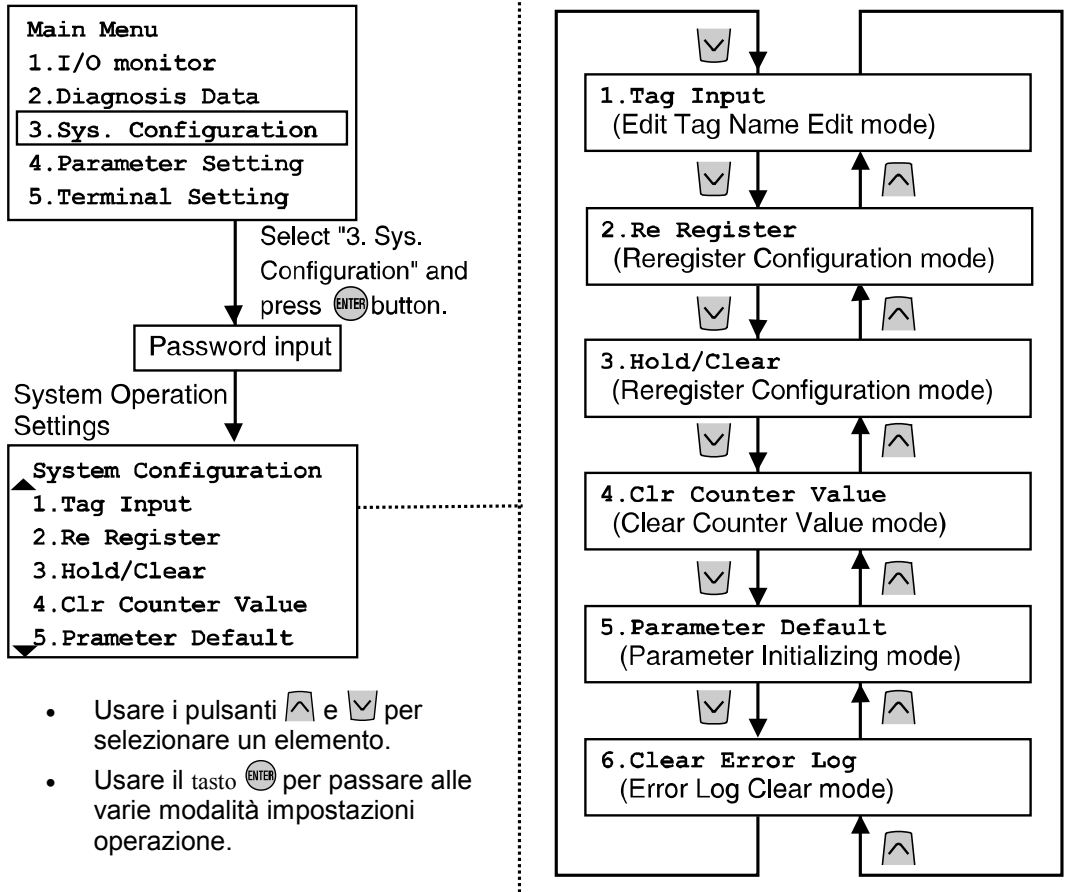 Main Menu
1.I/O monitor
2.Diagnosis Data
3.Sys. Configuration
4.Parameter Setting
5.Terminal Setting
Select "3. Sys.
Configuration" and
press ENTER button.
Password input
System Operation
Settings
System Configuration
1.Tag Input
2.Re Register
3.Hold/Clear
4.Clr Counter Value
5.Prameter Default
• Usare i pulsanti e per
selezionare un elemento.
• Usare il tasto ENTER per passare alle
varie modalità impostazioni
operazione.
1.Tag Input
(Edit Tag Name Edit mode)
2.Re Register
(Reregister Configuration mode)
3.Hold/Clear
(Reregister Configuration mode)
4.Clr Counter Value
(Clear Counter Value mode)
5.Parameter Default
(Parameter Initializing mode)
6.Clear Error Log
(Error Log Clear mode)